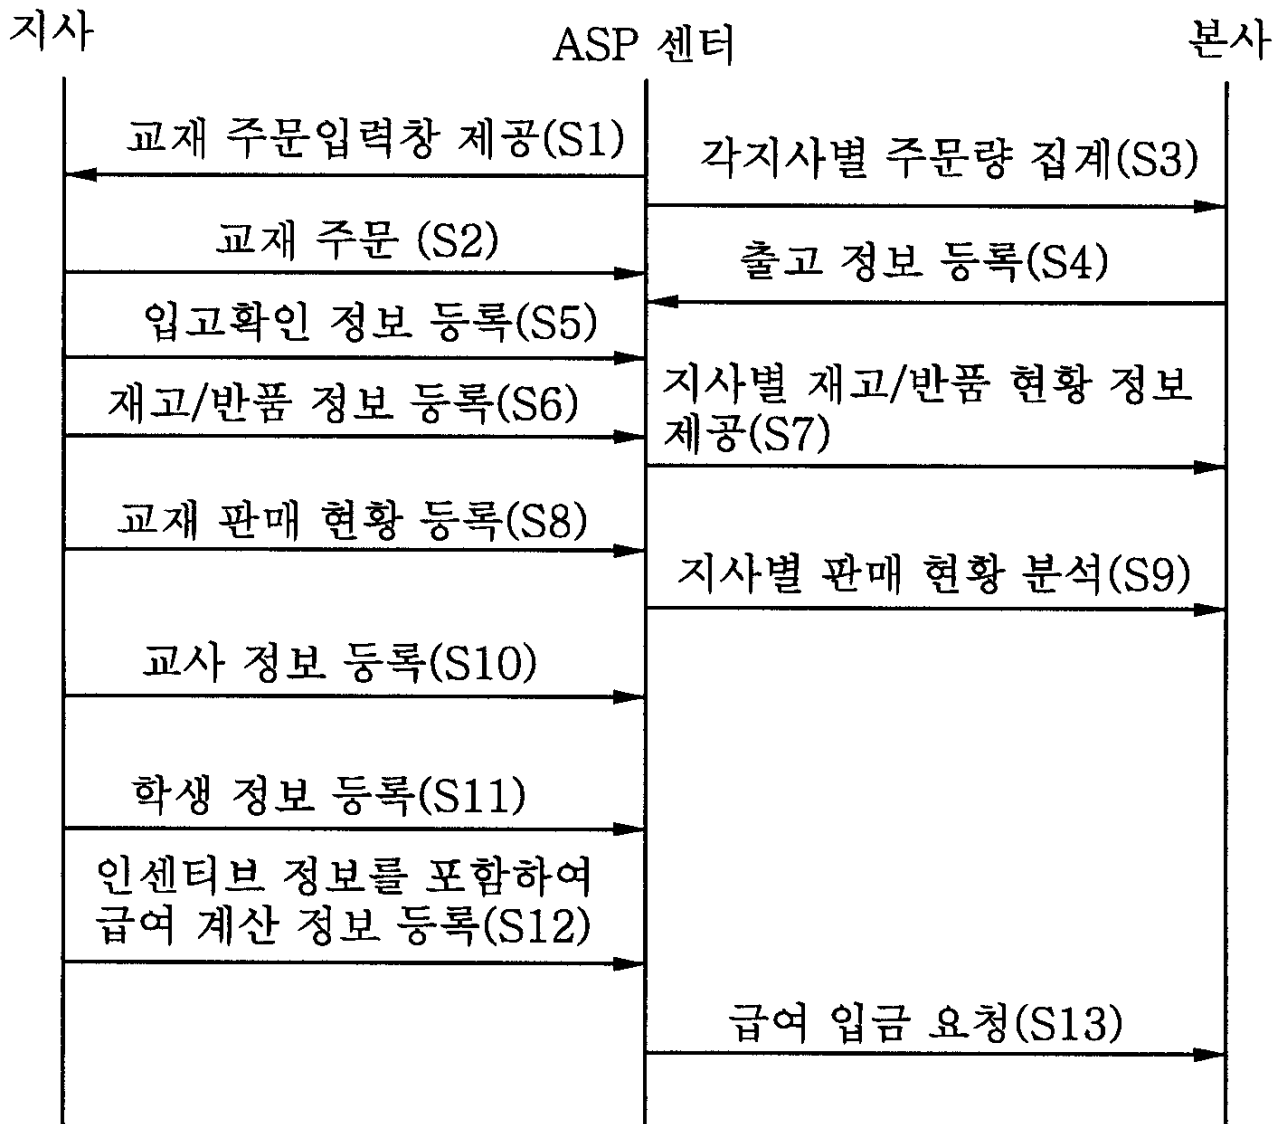 지사
ASP 센터
본사
교재 주문입력창 제공(S1)
각지사별 주문량 집계(S3)
교재 주문 (S2)
출고 정보 등록(S4)
입고확인 정보 등록(S5)
재고/반품 정보 등록(S6)
지사별 재고/반품 현황 정보
제공(S7)
교재 판매 현황 등록(S8)
지사별 판매 현황 분석(S9)
교사 정보 등록(S10)
학생 정보 등록(S11)
인센티브 정보를 포함하여
급여 계산 정보 등록(S12)
급여 입금 요청(S13)